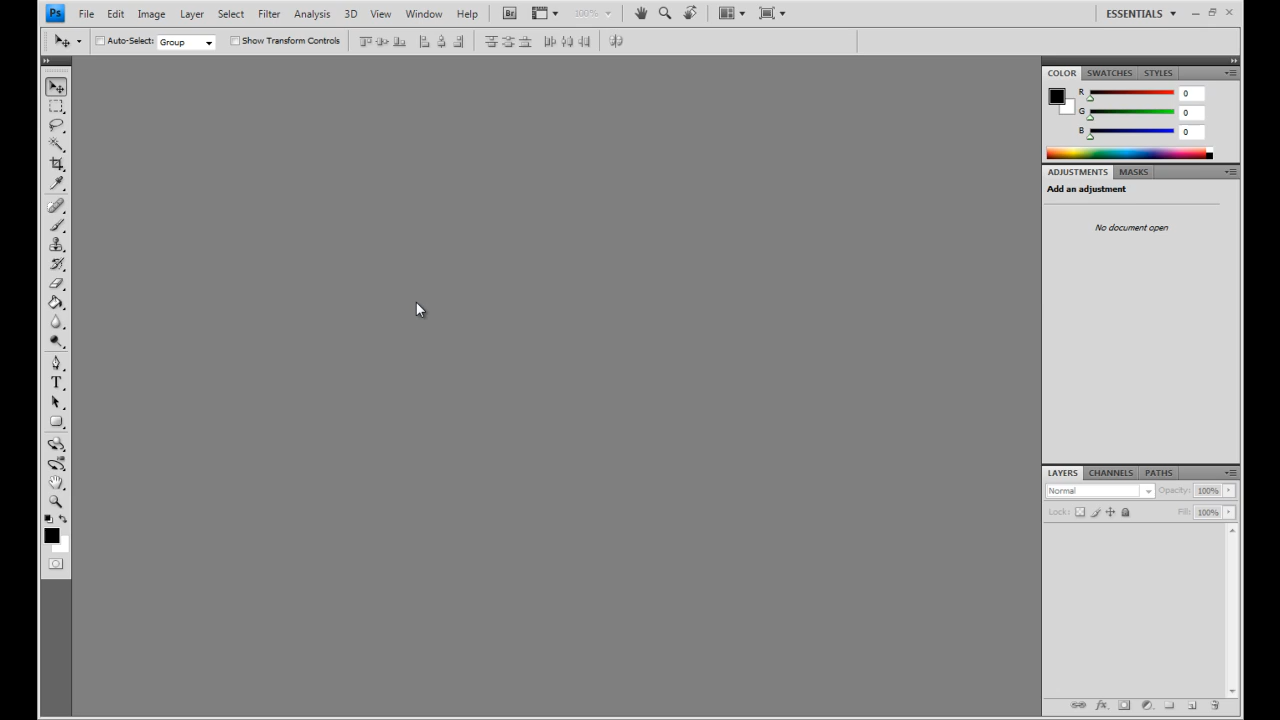 Ps File Edit Image Layer Select Filter Analysis 3D View Window Help Br 100% ESSENTIALS
Auto-Select: Group Show Transform Controls
COLOR SWATCHES STYLES
R 0
G 0
B 0
ADJUSTMENTS MASKS
Add an adjustment
No document open
T
LAYERS CHANNELS PATHS
Normal Opacity: 100%
Lock: Fill: 100%
fx